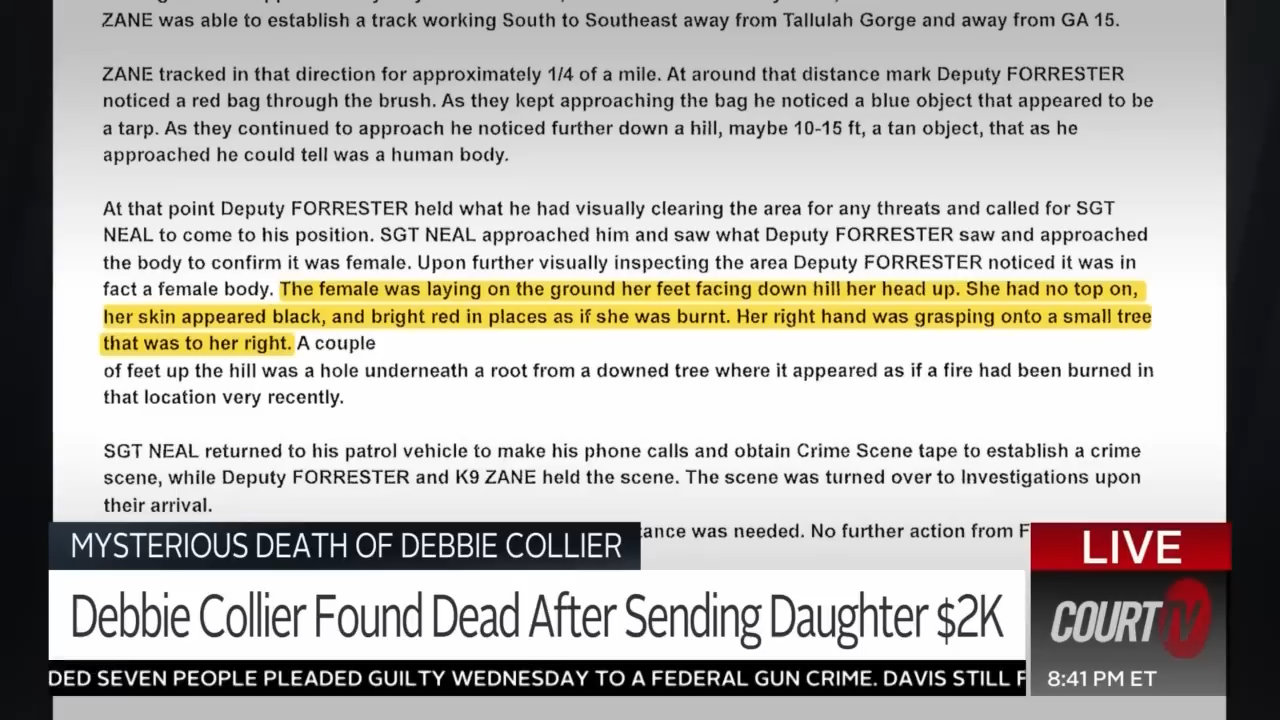 ZANE was able to establish a track working South to Southeast away from Tallulah Gorge and away from GA 15.
ZANE tracked in that direction for approximately 1/4 of a mile. At around that distance mark Deputy FORRESTER
noticed a red bag through the brush. As they kept approaching the bag he noticed a blue object that appeared to be
a tarp. As they continued to approach he noticed further down a hill, maybe 10-15 ft, a tan object, that as he
approached he could tell was a human body.
At that point Deputy FORRESTER held what he had visually clearing the area for any threats and called for SGT
NEAL to come to his position. SGT NEAL approached him and saw what Deputy FORRESTER saw and approached
the body to confirm it was female. Upon further visually inspecting the area Deputy FORRESTER noticed it was in
fact a female body. The female was laying on the ground her feet facing down hill her head up. She had no top on,
her skin appeared black, and bright red in places as if she was burnt. Her right hand was grasping onto a small tree
that was to her right. A couple
of feet up the hill was a hole underneath a root from a downed tree where it appeared as if a fire had been burned in
that location very recently.
SGT NEAL returned to his patrol vehicle to make his phone calls and obtain Crime Scene tape to establish a crime
scene, while Deputy FORRESTER and K9 ZANE held the scene. The scene was turned over to Investigations upon
their arrival.
tance was needed. No further action from F
MYSTERIOUS DEATH OF DEBBIE COLLIER
LIVE
Debbie Collier Found Dead After Sending Daughter $2K
COURT TV
DED SEVEN PEOPLE PLEADED GUILTY WEDNESDAY TO A FEDERAL GUN CRIME. DAVIS STILL F
8:41 PM ET